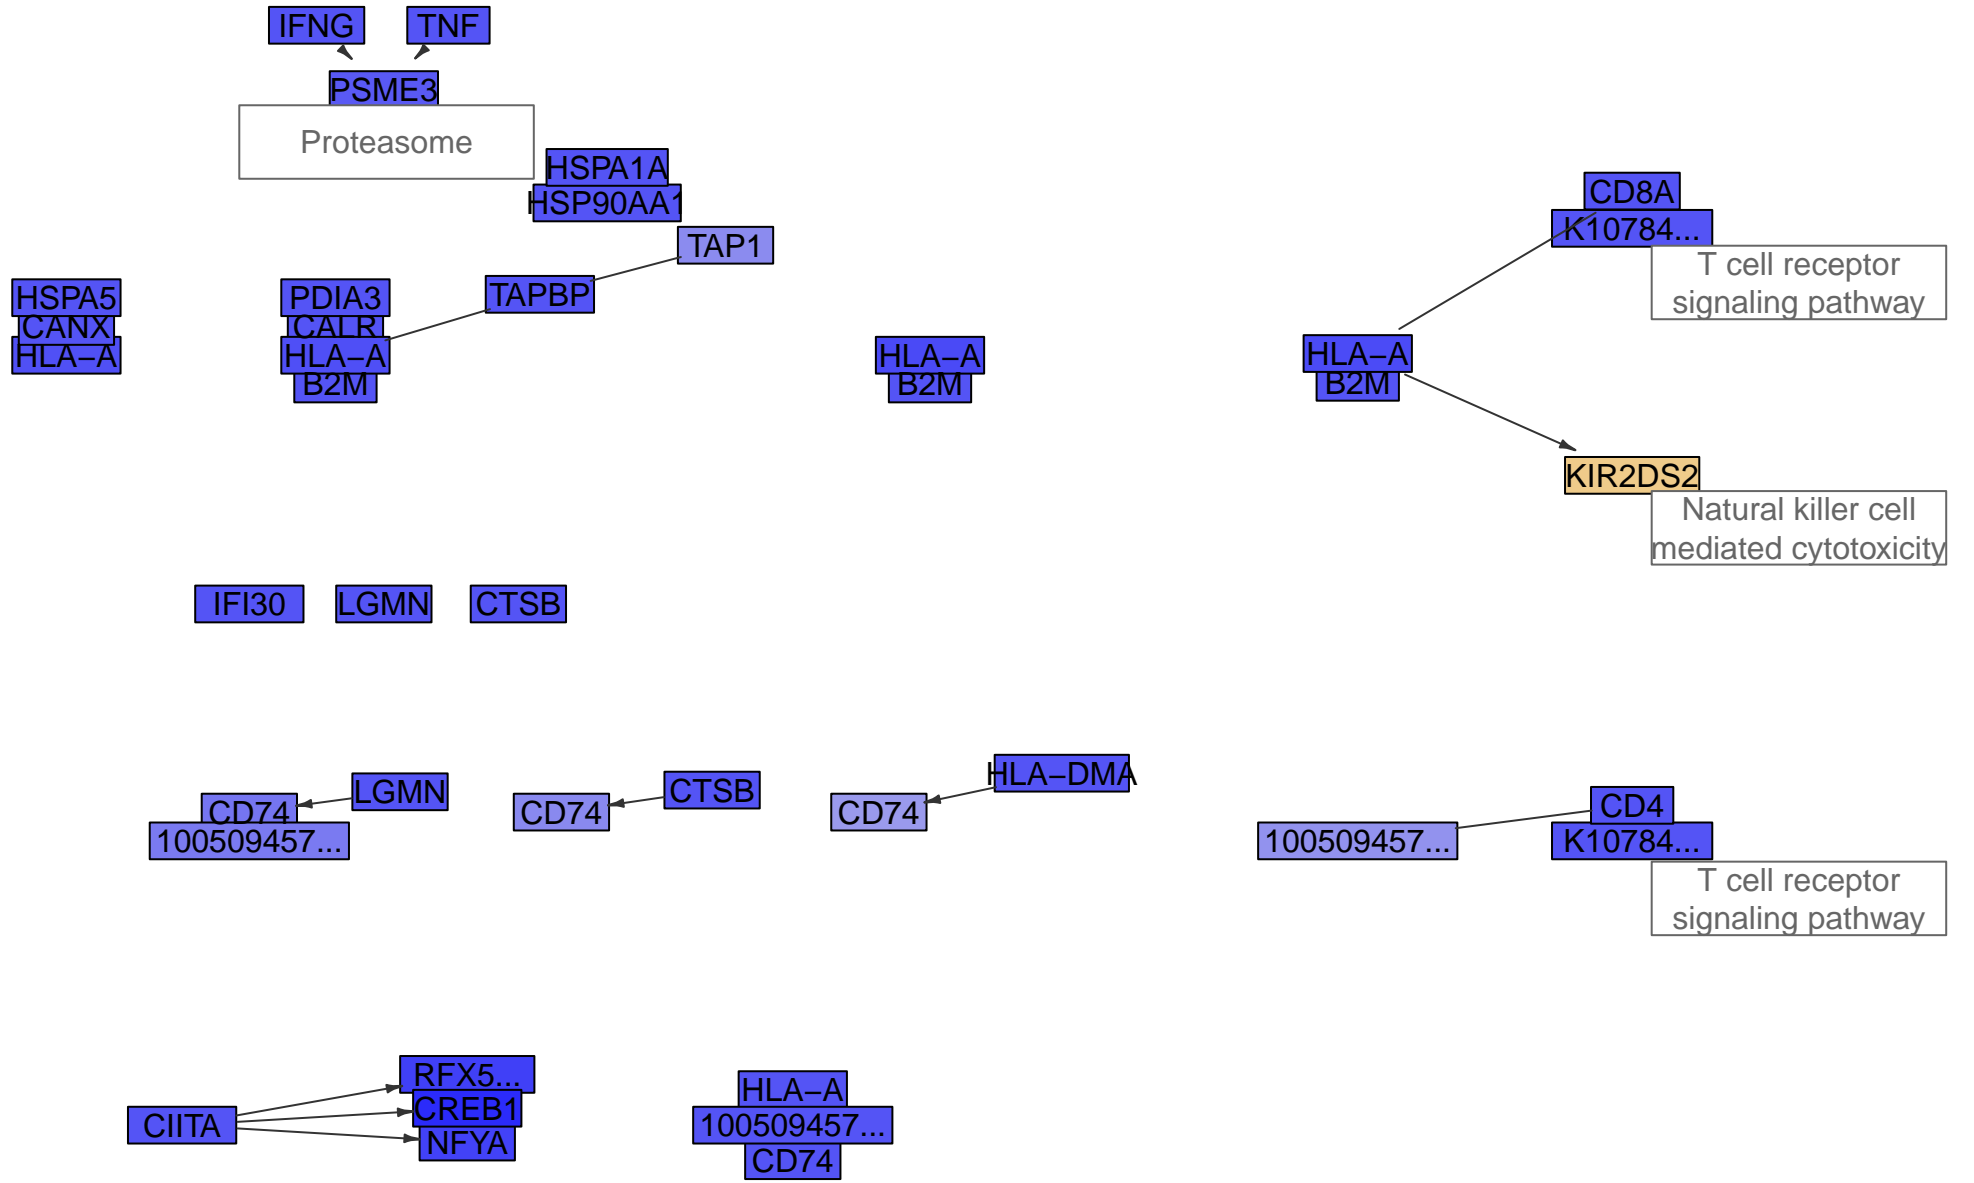 IFNG
TNF
PSME3
Proteasome
HSPA1A
HSP90AA1
TAP1
CD8A
K10784...
T cell receptor
signaling pathway
HSPA5
CANX
HLA−A
PDIA3
CALR
HLA−A
B2M
TAPBP
HLA−A
B2M
HLA−A
B2M
KIR2DS2
Natural killer cell
mediated cytotoxicity
IFI30
LGMN
CTSB
CD74
100509457...
LGMN
CD74
CTSB
CD74
HLA−DMA
100509457...
CD4
K10784...
T cell receptor
signaling pathway
CIITA
RFX5...
CREB1
NFYA
HLA−A
100509457...
CD74